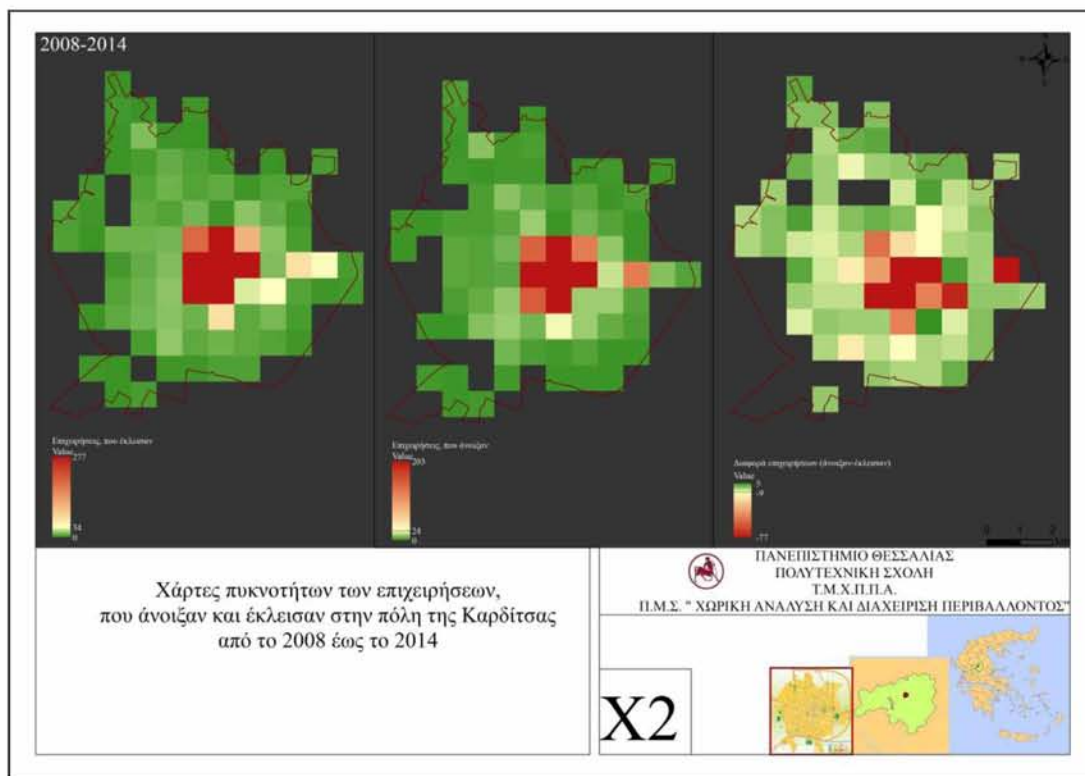 2008-2014
Επιχειρήσεις, που έκλεισαν
Value
277
34
0
Επιχειρήσεις, που άνοιξαν
Value
203
24
0
Διαφορά επιχειρήσεων (άνοιξαν-έκλεισαν)
Value
5
-9
-77
0 1 2
Χάρτες πυκνοτήτων των επιχειρήσεων,
που άνοιξαν και έκλεισαν στην πόλη της Καρδίτσας
από το 2008 έως το 2014
ΠΑΝΕΠΙΣΤΗΜΙΟ ΘΕΣΣΑΛΙΑΣ
ΠΟΛΥΤΕΧΝΙΚΗ ΣΧΟΛΗ
Τ.Μ.Χ.Π.Π.Α.
Π.Μ.Σ. " ΧΩΡΙΚΗ ΑΝΑΛΥΣΗ ΚΑΙ ΔΙΑΧΕΙΡΙΣΗ ΠΕΡΙΒΑΛΛΟΝΤΟΣ"
X2